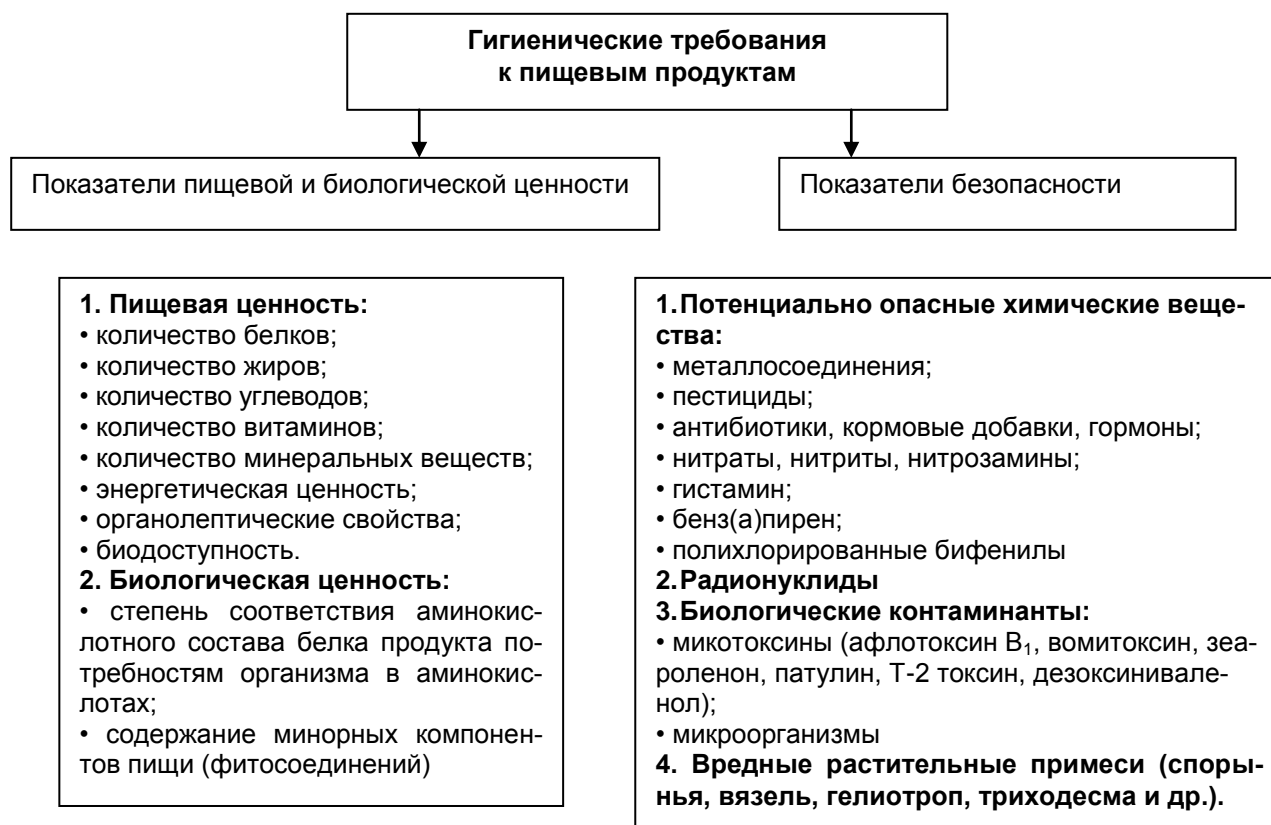 Гигиенические требования
к пищевым продуктам
Показатели пищевой и биологической ценности
Показатели безопасности
1. Пищевая ценность:
• количество белков;
• количество жиров;
• количество углеводов;
• количество витаминов;
• количество минеральных веществ;
• энергетическая ценность;
• органолептические свойства;
• биодоступность.
2. Биологическая ценность:
• степень соответствия аминокис-
лотного состава белка продукта по-
требностям организма в аминокис-
лотах;
• содержание минорных компонен-
тов пищи (фитосоединений)
1.Потенциально опасные химические веще-
ства:
• металлосоединения;
• пестициды;
• антибиотики, кормовые добавки, гормоны;
• нитраты, нитриты, нитрозамины;
• гистамин;
• бенз(а)пирен;
• полихлорированные бифенилы
2.Радионуклиды
3.Биологические контаминанты:
• микотоксины (афлотоксин В₁, вомитоксин, зеа-
роленон, патулин, Т-2 токсин, дезоксинивале-
нол);
• микроорганизмы
4. Вредные растительные примеси (споры-
нья, вязель, гелиотроп, триходесма и др.).